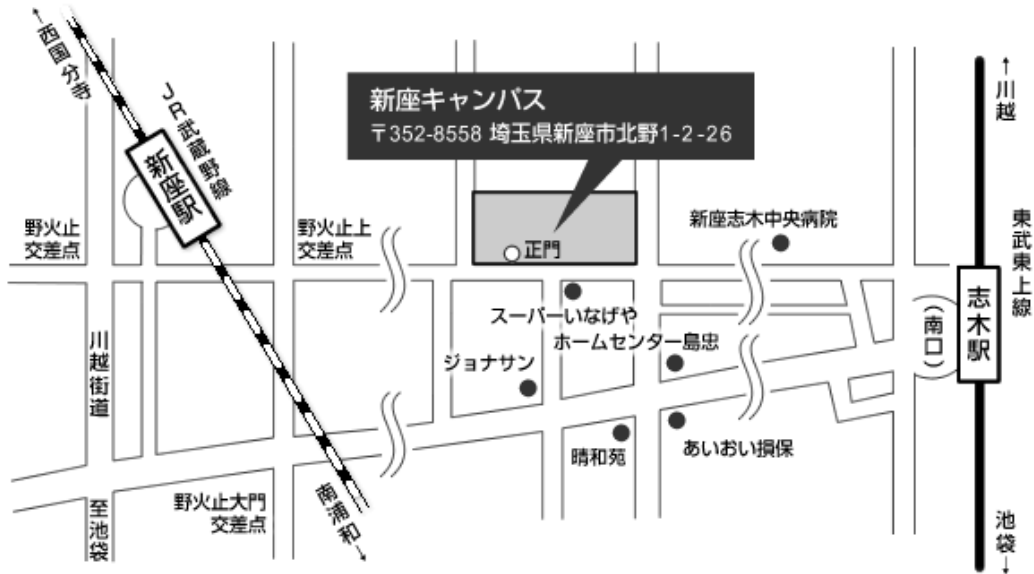 ←西国分寺
JR武蔵野線
新座駅
南浦和→
新座キャンパス
〒352-8558 埼玉県新座市北野1-2-26
正門
野火止
交差点
野火止上
交差点
新座志木中央病院
スーパーいなげや
ホームセンター島忠
ジョナサン
晴和苑
あいおい損保
川越街道
至池袋
野火止大門
交差点
←川越
東武東上線
志木駅
(南口)
池袋→